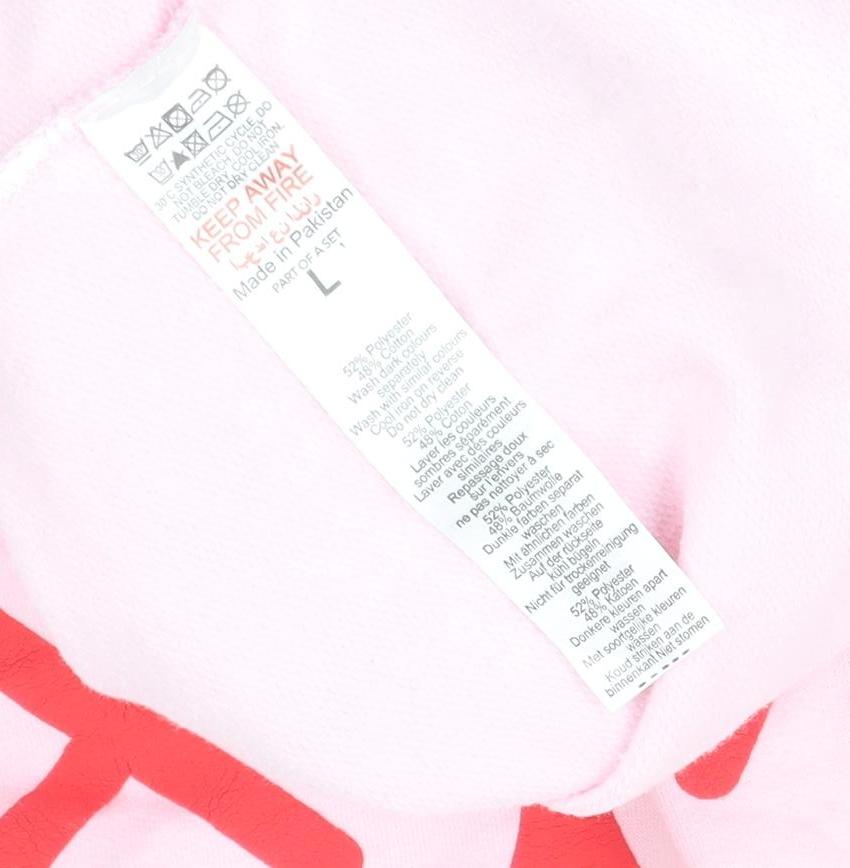 30°C SYNTHETIC CYCLE, DO
NOT BLEACH, DO NOT
TUMBLE DRY, COOL IRON,
DO NOT DRY CLEAN
KEEP AWAY
FROM FIRE
Made in Pakistan
PART OF A SET
L
52% Polyester
48% Cotton
Wash dark colours
separately
Wash with similar colours
Cool iron on reverse
Do not dry clean
52% Polyester
48% Coton
Laver les couleurs
sombres séparément
Laver avec des couleurs
similaires
Repassage doux
sur l'envers
ne pas nettoyer à sec
52% Polyester
48% Baumwolle
Dunkle farben separat
waschen
Mit ähnlichen farben
Zusammen waschen
Auf der rückseite
kühl bügeln
Nicht für trockenreinigung
geeignet
52% Polyester
48% Katoen
Donkere kleuren apart
wassen
Met soortgelijke kleuren
wassen
Koud strijken aan de
binnenkant Niet stomen